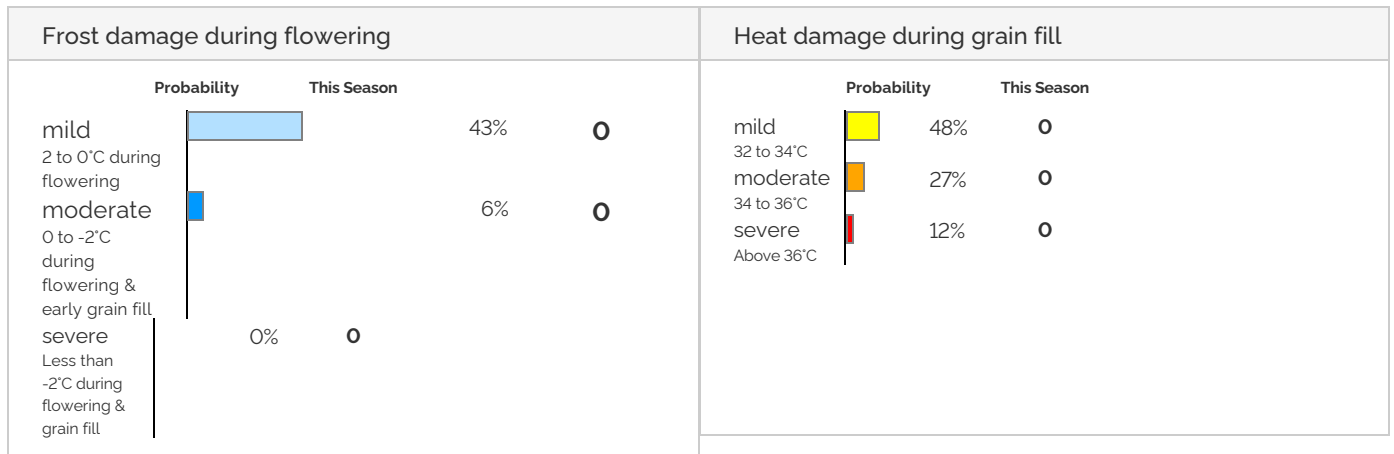 Frost damage during flowering
Probability This Season
mild 43% 0
2 to 0°C during
flowering
moderate 6% 0
0 to -2°C
during
flowering &
early grain fill
severe 0% 0
Less than
-2°C during
flowering &
grain fill
Heat damage during grain fill
Probability This Season
mild 48% 0
32 to 34°C
moderate 27% 0
34 to 36°C
severe 12% 0
Above 36°C